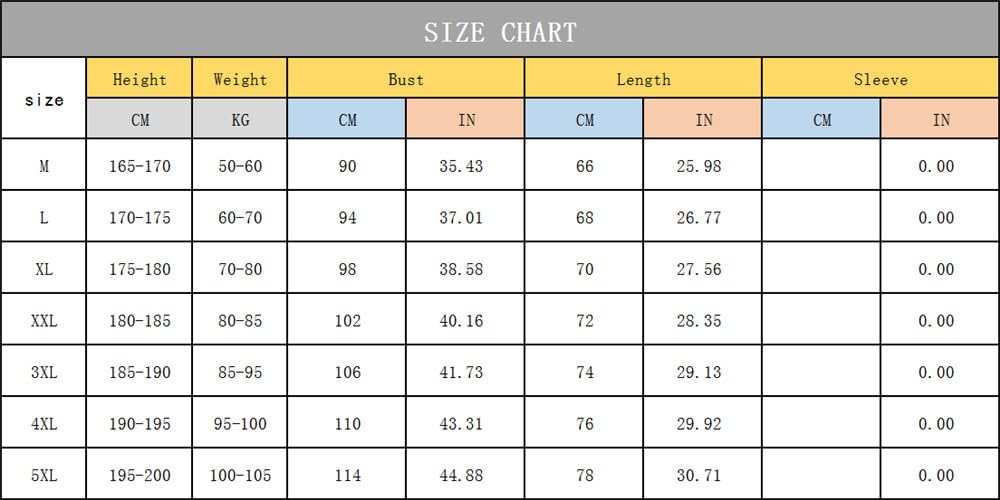 SIZE CHART
size Height Weight Bust Length Sleeve
CM KG CM IN CM IN CM IN
M 165-170 50-60 90 35.43 66 25.98 0.00
L 170-175 60-70 94 37.01 68 26.77 0.00
XL 175-180 70-80 98 38.58 70 27.56 0.00
XXL 180-185 80-85 102 40.16 72 28.35 0.00
3XL 185-190 85-95 106 41.73 74 29.13 0.00
4XL 190-195 95-100 110 43.31 76 29.92 0.00
5XL 195-200 100-105 114 44.88 78 30.71 0.00